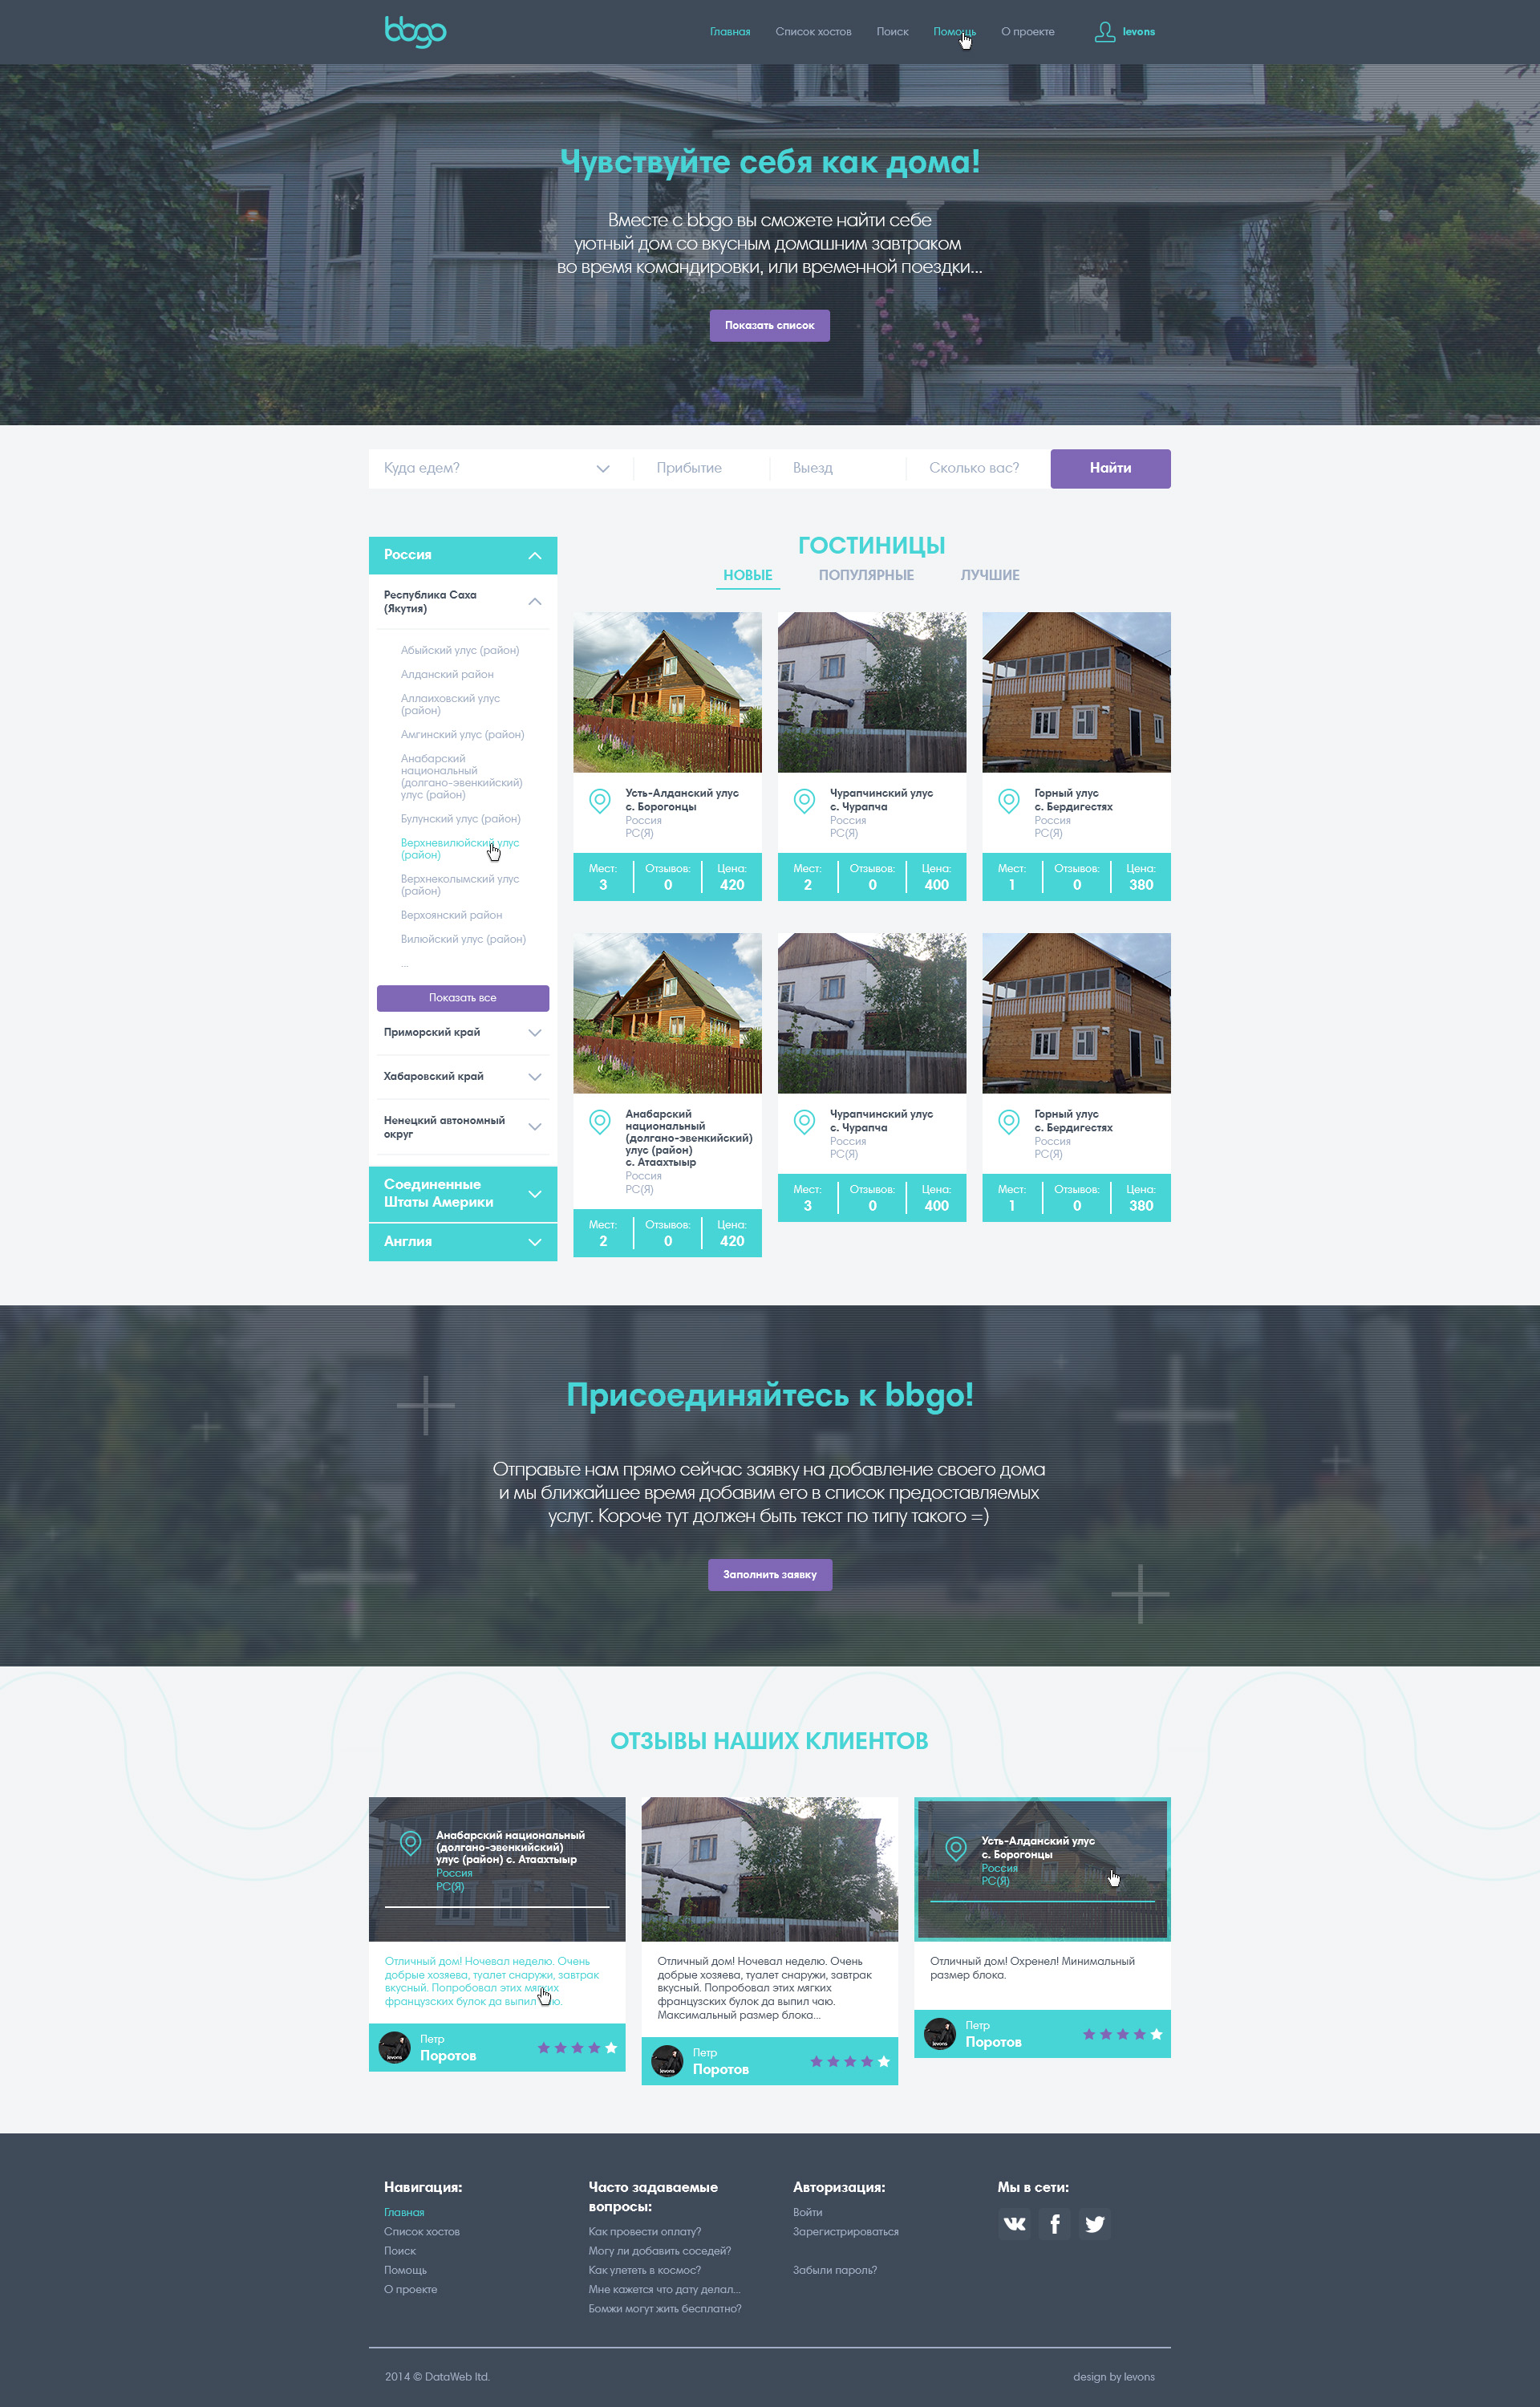 bbgo
Главная Список хостов Поиск Помощь О проекте levons
Чувствуйте себя как дома!
Вместе с bbgo вы сможете найти себе
уютный дом со вкусным домашним завтраком
во время командировки, или временной поездки...
Показать список
Куда едем? Прибытие Выезд Сколько вас? Найти
Россия
Республика Саха
(Якутия)
Абыйский улус (район)
Алданский район
Аллаиховский улус
(район)
Амгинский улус (район)
Анабарский
национальный
(долгано-эвенкийский)
улус (район)
Булунский улус (район)
Верхневилюйский улус
(район)
Верхнеколымский улус
(район)
Верхоянский район
Вилюйский улус (район)
...
Показать все
Приморский край
Хабаровский край
Ненецкий автономный
округ
Соединенные
Штаты Америки
Англия
ГОСТИНИЦЫ
НОВЫЕ ПОПУЛЯРНЫЕ ЛУЧШИЕ
Усть-Алданский улус
с. Борогонцы
Россия
РС(Я)
Мест: Отзывов: Цена:
3 0 420
Чурапчинский улус
с. Чурапча
Россия
РС(Я)
Мест: Отзывов: Цена:
2 0 400
Горный улус
с. Бердигестях
Россия
РС(Я)
Мест: Отзывов: Цена:
1 0 380
Анабарский
национальный
(долгано-эвенкийский)
улус (район)
с. Атаахтыыр
Россия
РС(Я)
Мест: Отзывов: Цена:
2 0 420
Чурапчинский улус
с. Чурапча
Россия
РС(Я)
Мест: Отзывов: Цена:
3 0 400
Горный улус
с. Бердигестях
Россия
РС(Я)
Мест: Отзывов: Цена:
1 0 380
Присоединяйтесь к bbgo!
Отправьте нам прямо сейчас заявку на добавление своего дома
и мы ближайшее время добавим его в список предоставляемых
услуг. Короче тут должен быть текст по типу такого =)
Заполнить заявку
ОТЗЫВЫ НАШИХ КЛИЕНТОВ
Анабарский национальный
(долгано-эвенкийский)
улус (район) с. Атаахтыыр
Россия
РС(Я)
Отличный дом! Ночевал неделю. Очень
добрые хозяева, туалет снаружи, завтрак
вкусный. Попробовал этих мягких
французских булок да выпил чаю.
levons
Петр
Поротов
Отличный дом! Ночевал неделю. Очень
добрые хозяева, туалет снаружи, завтрак
вкусный. Попробовал этих мягких
французских булок да выпил чаю.
Максимальный размер блока...
levons
Петр
Поротов
Усть-Алданский улус
с. Борогонцы
Россия
РС(Я)
Отличный дом! Охренел! Минимальный
размер блока.
levons
Петр
Поротов
Навигация:
Главная
Список хостов
Поиск
Помощь
О проекте
Часто задаваемые
вопросы:
Как провести оплату?
Могу ли добавить соседей?
Как улететь в космос?
Мне кажется что дату делал...
Бомжи могут жить бесплатно?
Авторизация:
Войти
Зарегистрироваться
Забыли пароль?
Мы в сети:
2014 © DataWeb ltd.
design by levons